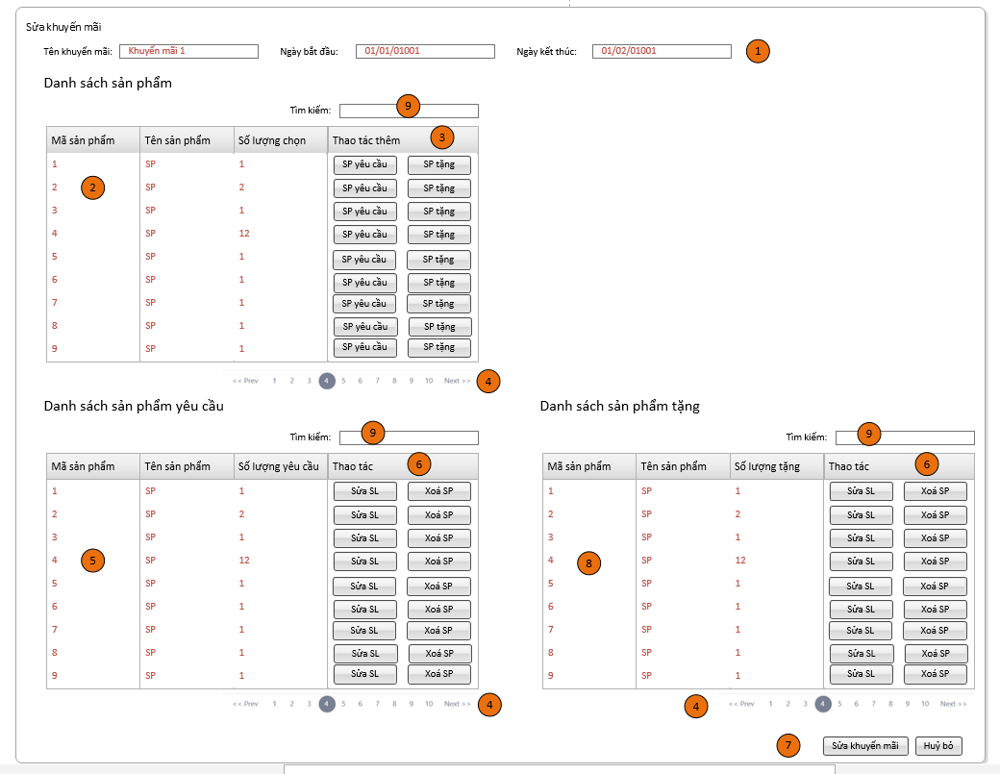 Sửa khuyến mãi
Tên khuyến mãi: Khuyến mãi 1 Ngày bắt đầu: 01/01/01001 Ngày kết thúc: 01/02/01001 1
Danh sách sản phẩm
Tìm kiếm: 9
Mã sản phẩm Tên sản phẩm Số lượng chọn Thao tác thêm 3
1 SP 1 SP yêu cầu SP tặng
2 2 SP 2 SP yêu cầu SP tặng
3 SP 1 SP yêu cầu SP tặng
4 SP 12 SP yêu cầu SP tặng
5 SP 1 SP yêu cầu SP tặng
6 SP 1 SP yêu cầu SP tặng
7 SP 1 SP yêu cầu SP tặng
8 SP 1 SP yêu cầu SP tặng
9 SP 1 SP yêu cầu SP tặng
<< Prev 1 2 3 4 5 6 7 8 9 10 Next >> 4
Danh sách sản phẩm yêu cầu
Tìm kiếm: 9
Mã sản phẩm Tên sản phẩm Số lượng yêu cầu Thao tác 6
1 SP 1 Sửa SL Xoá SP
2 SP 2 Sửa SL Xoá SP
3 SP 1 Sửa SL Xoá SP
4 5 SP 12 Sửa SL Xoá SP
5 SP 1 Sửa SL Xoá SP
6 SP 1 Sửa SL Xoá SP
7 SP 1 Sửa SL Xoá SP
8 SP 1 Sửa SL Xoá SP
9 SP 1 Sửa SL Xoá SP
<< Prev 1 2 3 4 5 6 7 8 9 10 Next >> 4
Danh sách sản phẩm tặng
Tìm kiếm: 9
Mã sản phẩm Tên sản phẩm Số lượng tặng Thao tác 6
1 SP 1 Sửa SL Xoá SP
2 SP 2 Sửa SL Xoá SP
3 SP 1 Sửa SL Xoá SP
4 8 SP 12 Sửa SL Xoá SP
5 SP 1 Sửa SL Xoá SP
6 SP 1 Sửa SL Xoá SP
7 SP 1 Sửa SL Xoá SP
8 SP 1 Sửa SL Xoá SP
9 SP 1 Sửa SL Xoá SP
4 << Prev 1 2 3 4 5 6 7 8 9 10 Next >>
7 Sửa khuyến mãi Huỷ bỏ